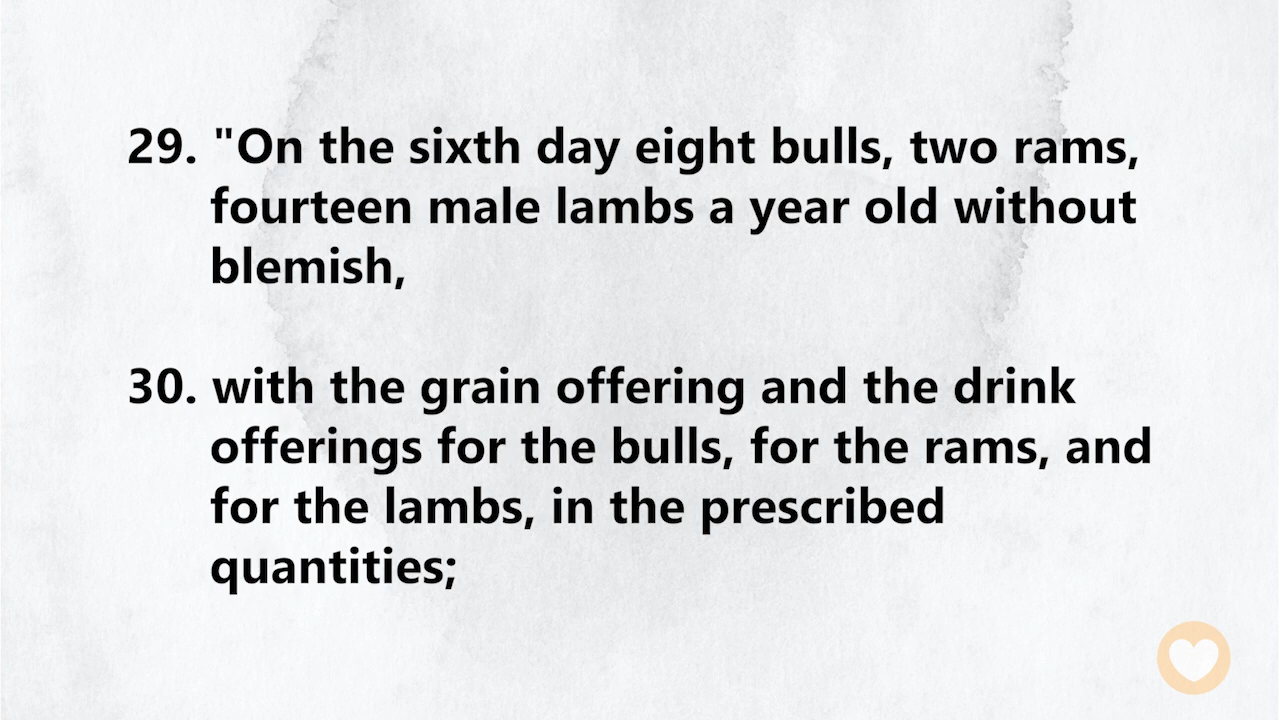 29. "On the sixth day eight bulls, two rams,
fourteen male lambs a year old without
blemish,
30. with the grain offering and the drink
offerings for the bulls, for the rams, and
for the lambs, in the prescribed
quantities;